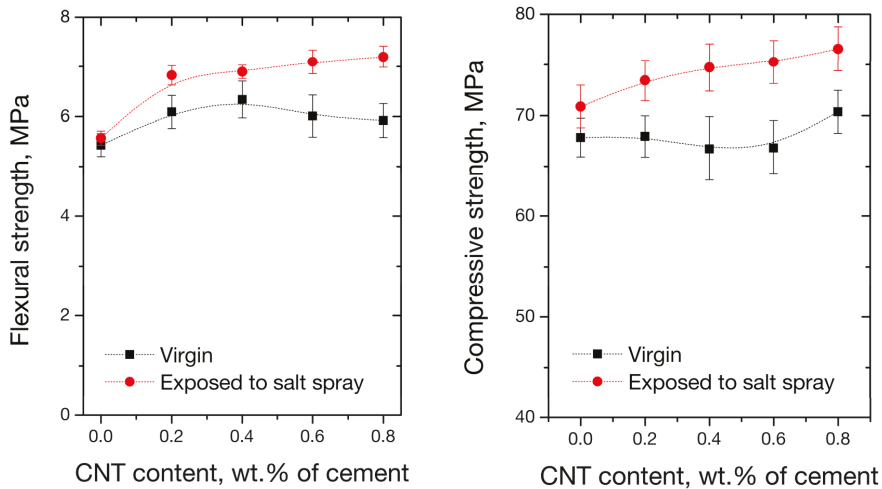 Flexural strength, MPa
8
6
4
2
0
Virgin
Exposed to salt spray
0.0 0.2 0.4 0.6 0.8
CNT content, wt.% of cement
Compressive strength, MPa
80
70
60
50
40
Virgin
Exposed to salt spray
0.0 0.2 0.4 0.6 0.8
CNT content, wt.% of cement